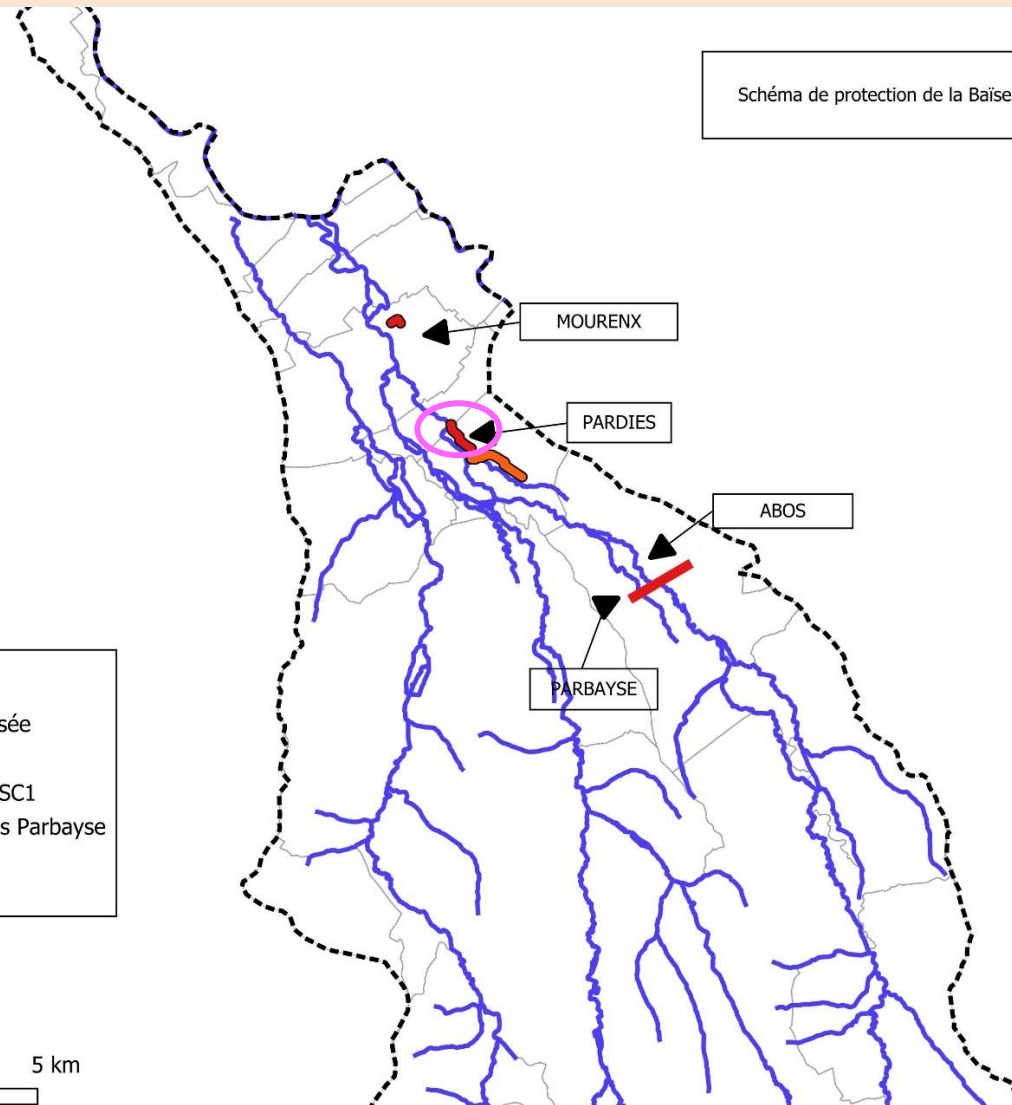 Schéma de protection de la Baïse
MOURENX
PARDIES
ABOS
PARBAYSE
sée
SC1
s Parbayse
5 km